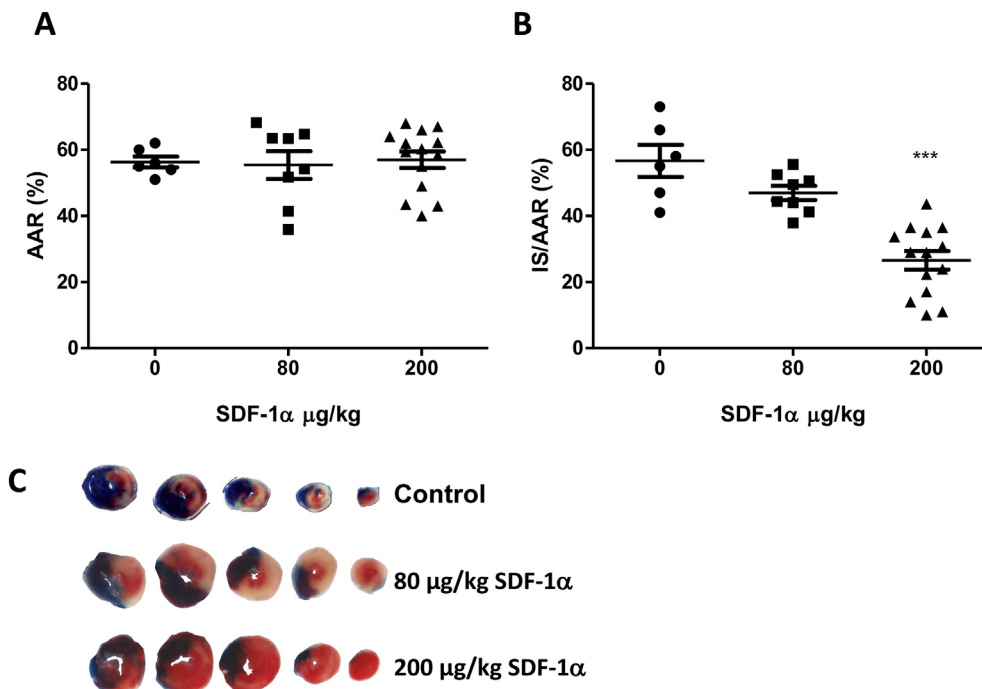 A
B
80
60
40
20
0
AAR (%)
0
80
200
SDF-1α μg/kg
80
60
40
20
0
IS/AAR (%)
***
0
80
200
SDF-1α μg/kg
C
Control
80 μg/kg SDF-1α
200 μg/kg SDF-1α